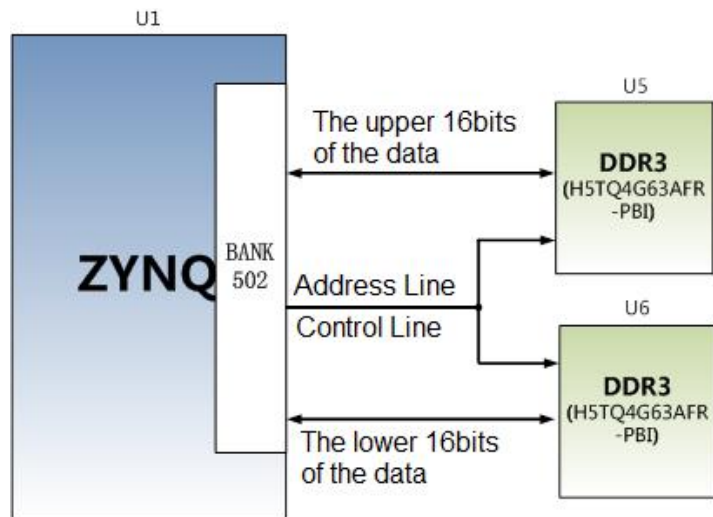 U1
The upper 16bits
of the data
U5
DDR3
(H5TQ4G63AFR
-PBI)
ZYNQ
BANK
502
Address Line
Control Line
U6
DDR3
(H5TQ4G63AFR
-PBI)
The lower 16bits
of the data